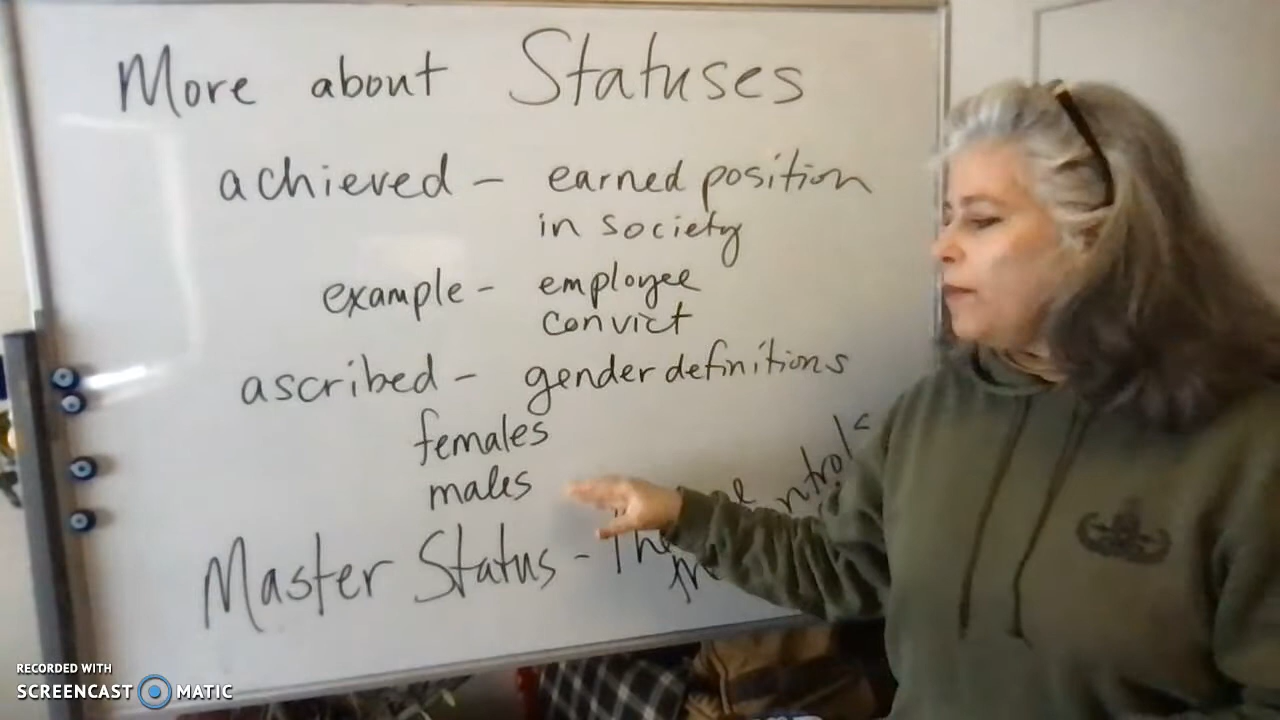 More about Statuses
achieved - earned position
in society
example - employee
convict
ascribed - gender definitions
females
males
Master Status - The
RECORDED WITH
SCREENCAST MATIC